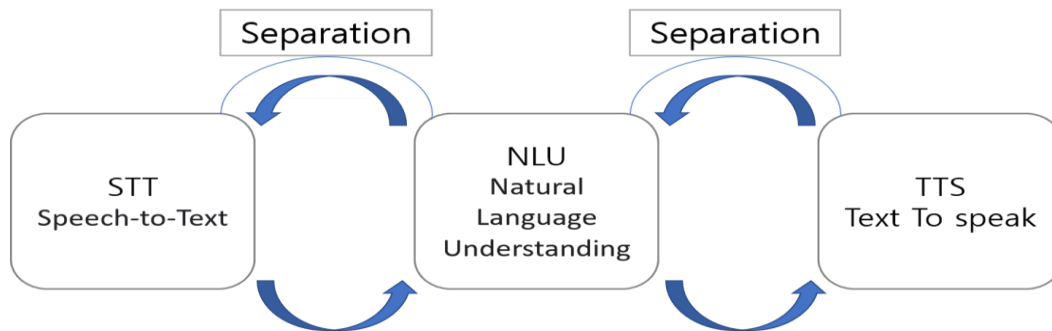 Separation
Separation
STT
Speech-to-Text
NLU
Natural
Language
Understanding
TTS
Text To speak